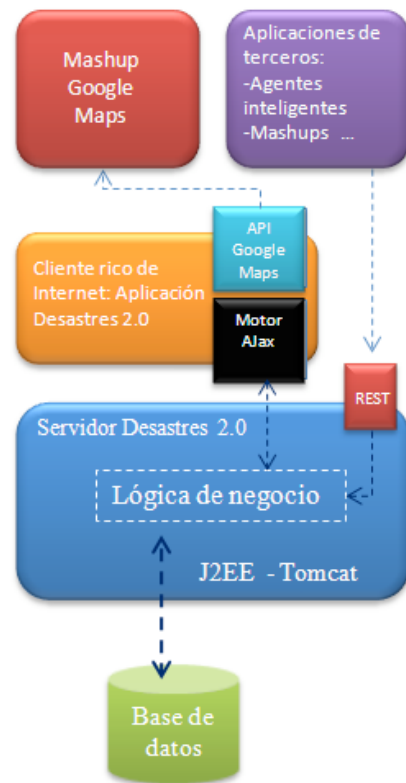 Mashup
Google
Maps
Aplicaciones de
terceros:
-Agentes
inteligentes
-Mashups ...
API
Google
Maps
Cliente rico de
Internet: Aplicación
Desastres 2.0
Motor
AJax
REST
Servidor Desastres 2.0
Lógica de negocio
J2EE - Tomcat
Base de
datos